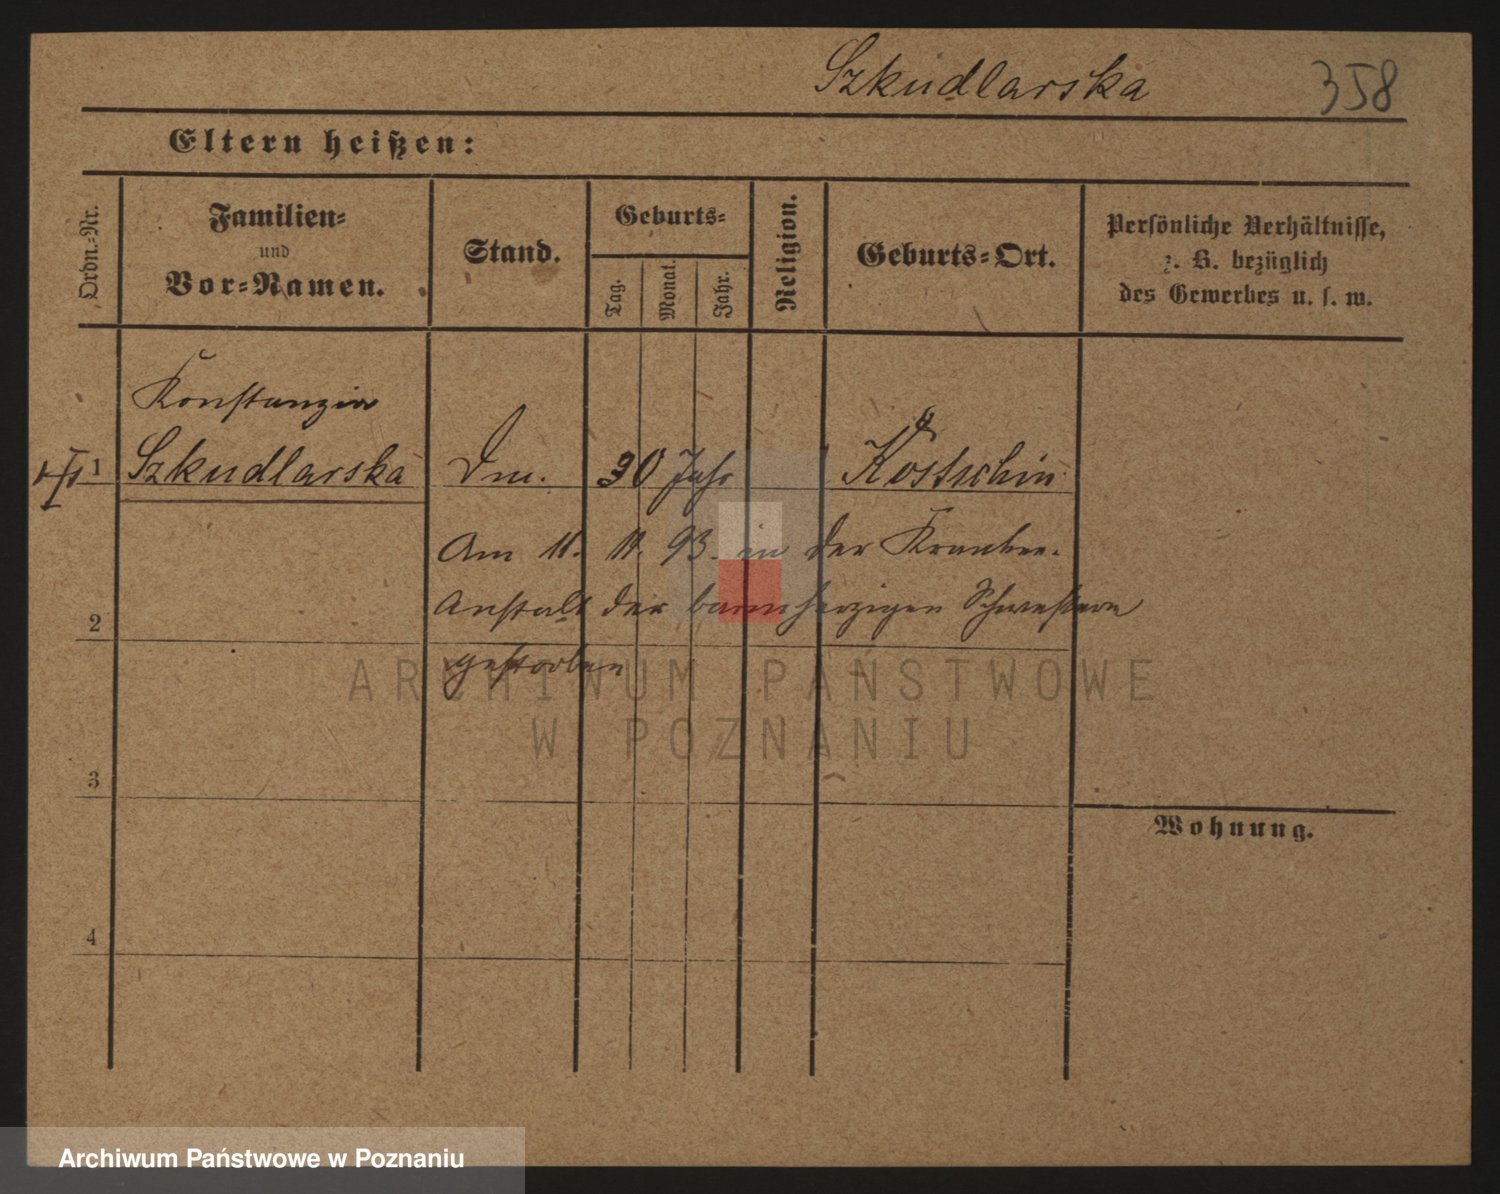 Szkudlarska 358
Eltern heißen:
Ordn.-Nr.
Familien-
und
Vor-Namen.
Stand.
Geburts-
Tag.
Monat.
Jahr.
Religion.
Geburts-Ort.
Persönliche Verhältnisse,
z. B. bezüglich
des Gewerbes u. s. w.
Konstanzia
1 Szkudlarska 30 Jahr Kostschin
Am 11. 11. 93. in der Kranken-
Anstalt der barmherzigen Schwestern
2
gestorben
ARCHIWUM PAŃSTWOWE
W POZNANIU
3
Wohnung.
4
Archiwum Państwowe w Poznaniu